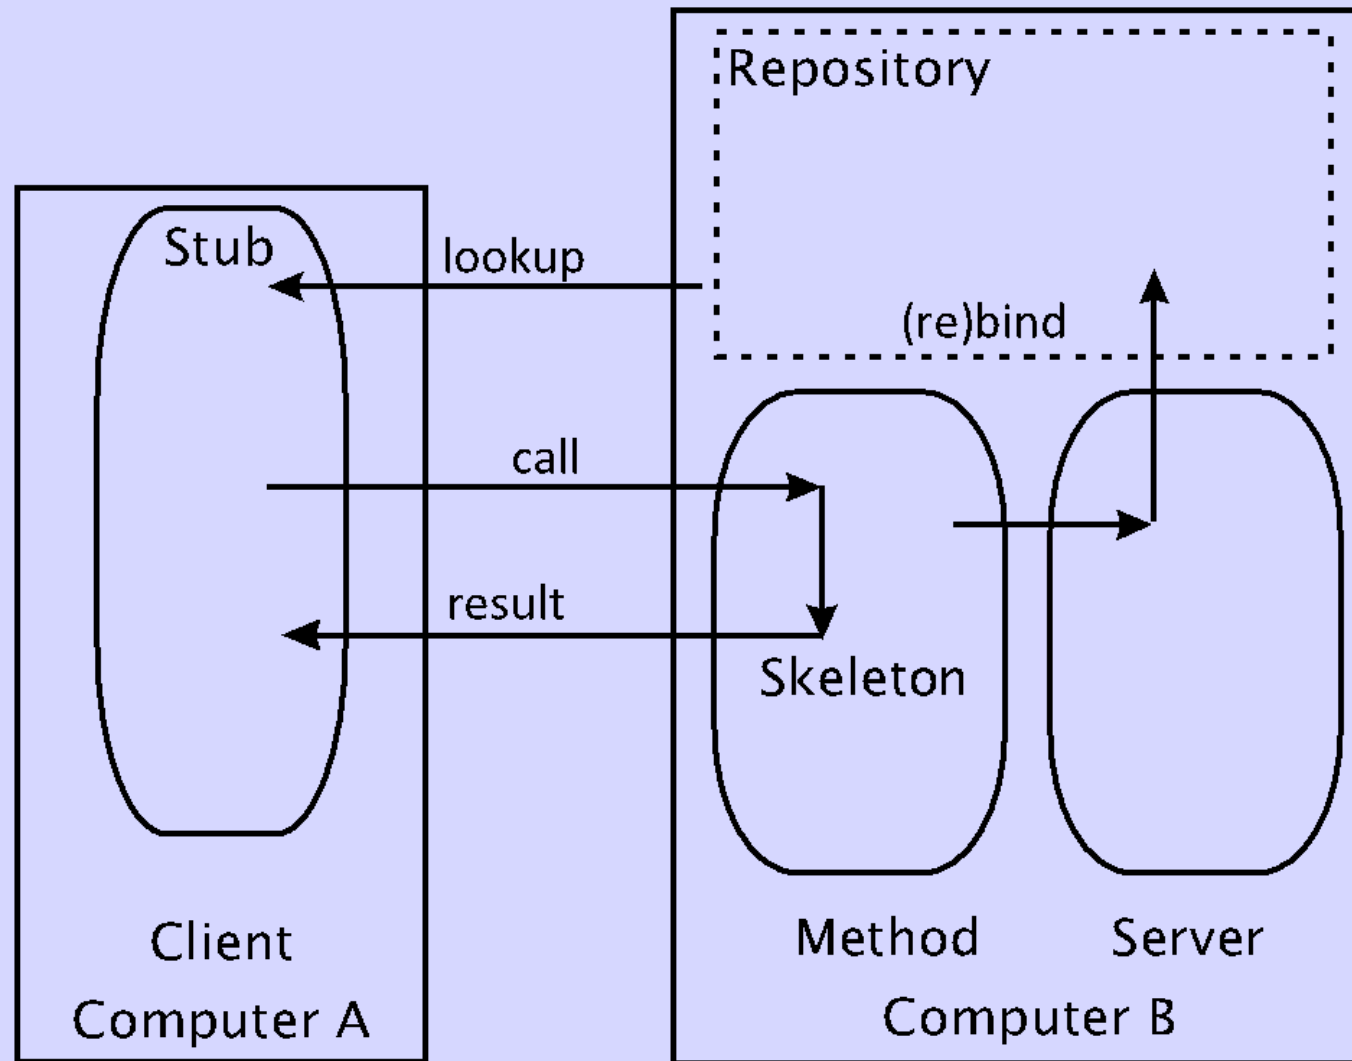 Repository
Stub
lookup
(re)bind
call
result
Skeleton
Client
Method
Server
Computer A
Computer B